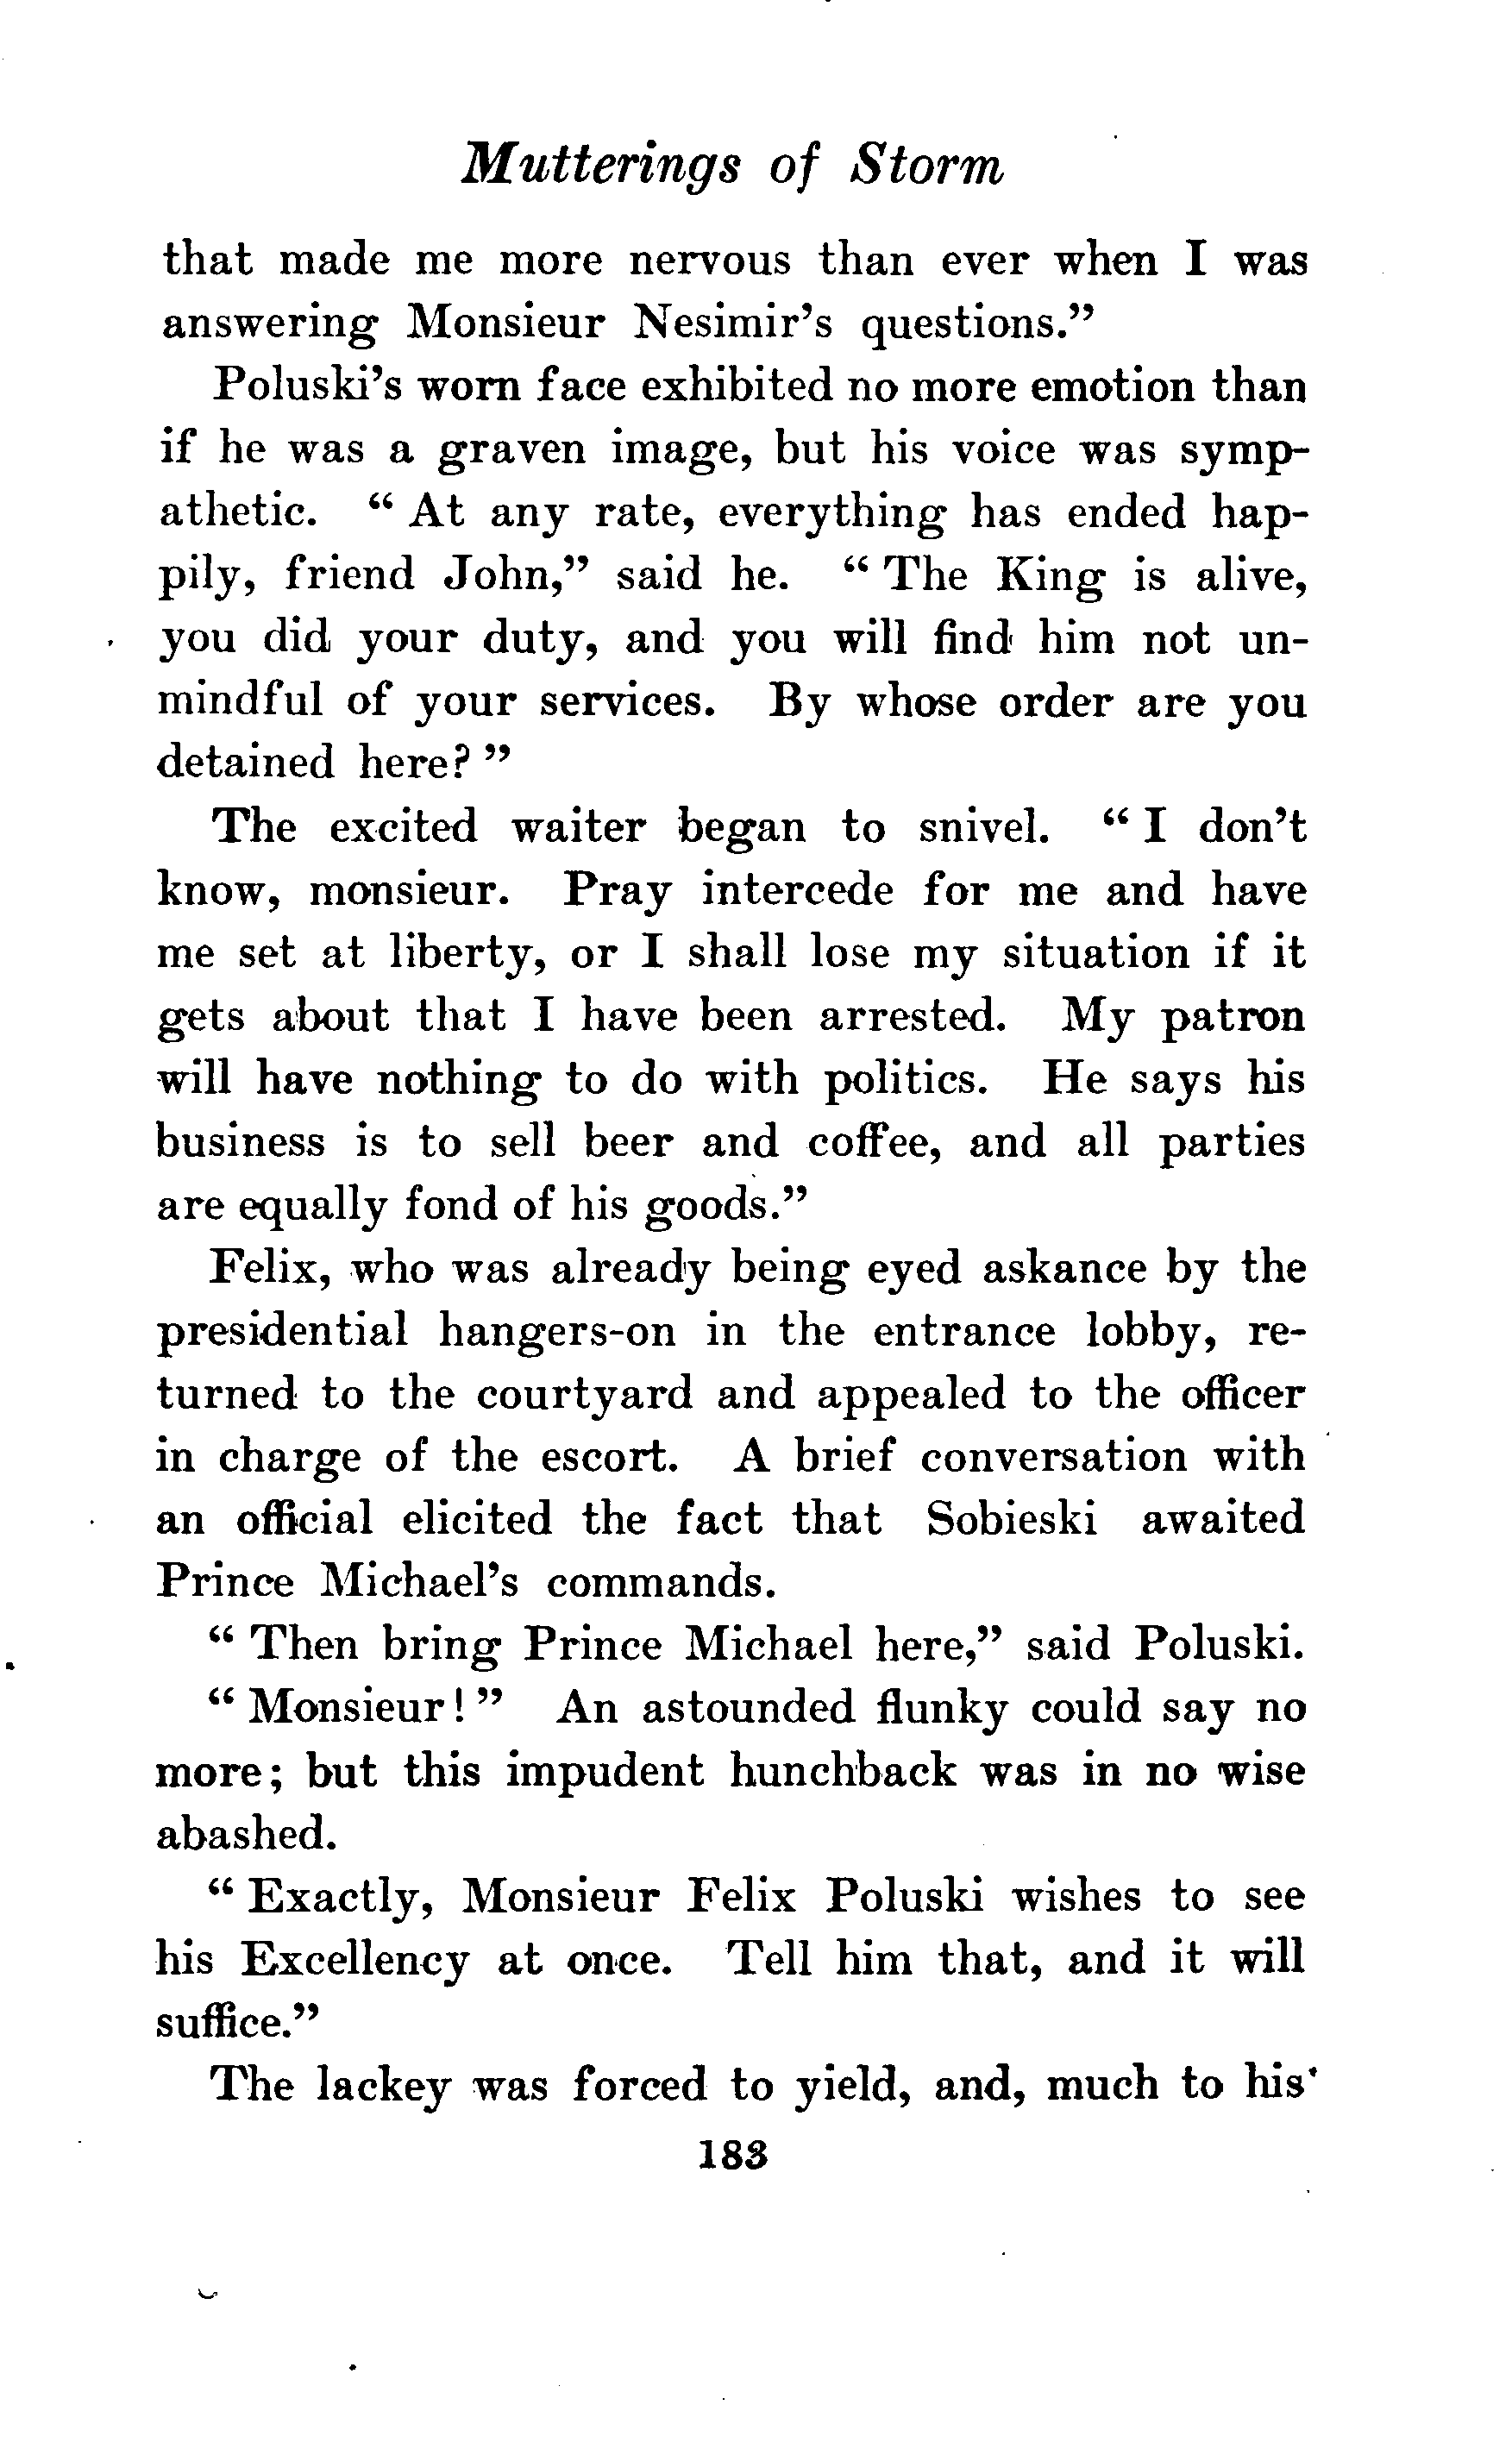 Mutterings of Storm
that made me more nervous than ever when I was
answering Monsieur Nesimir's questions."
Poluski's worn face exhibited no more emotion than
if he was a graven image, but his voice was symp-
athetic. "At any rate, everything has ended hap-
pily, friend John," said he. "The King is alive,
you did your duty, and you will find him not un-
mindful of your services. By whose order are you
detained here?"
The excited waiter began to snivel. "I don't
know, monsieur. Pray intercede for me and have
me set at liberty, or I shall lose my situation if it
gets about that I have been arrested. My patron
will have nothing to do with politics. He says his
business is to sell beer and coffee, and all parties
are equally fond of his goods."
Felix, who was already being eyed askance by the
presidential hangers-on in the entrance lobby, re-
turned to the courtyard and appealed to the officer
in charge of the escort. A brief conversation with
an official elicited the fact that Sobieski awaited
Prince Michael's commands.
"Then bring Prince Michael here," said Poluski.
"Monsieur!" An astounded flunky could say no
more; but this impudent hunchback was in no wise
abashed.
"Exactly, Monsieur Felix Poluski wishes to see
his Excellency at once. Tell him that, and it will
suffice."
The lackey was forced to yield, and, much to his
183